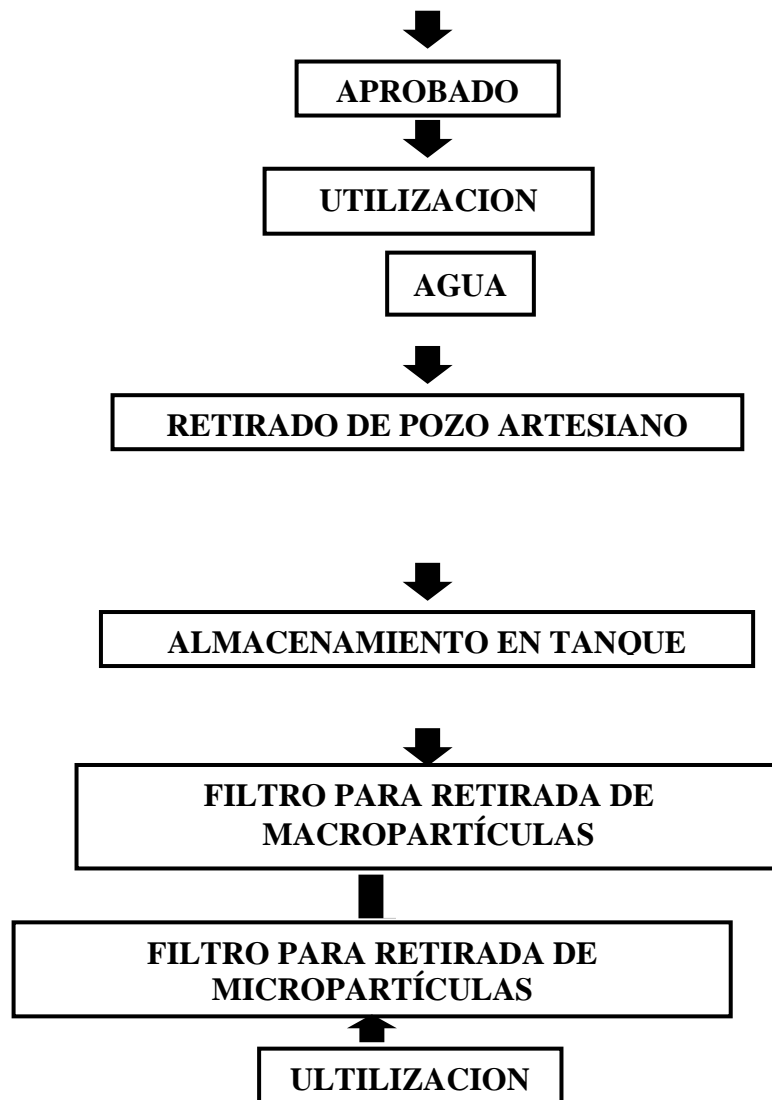 APROBADO
UTILIZACION
AGUA
RETIRADO DE POZO ARTESIANO
ALMACENAMIENTO EN TANQUE
FILTRO PARA RETIRADA DE
MACROPARTÍCULAS
FILTRO PARA RETIRADA DE
MICROPARTÍCULAS
ULTILIZACION